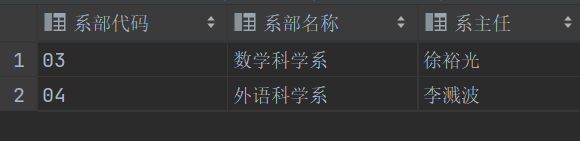 系部代码 系部名称 系主任
1 03 数学科学系 徐裕光
2 04 外语科学系 李溅波